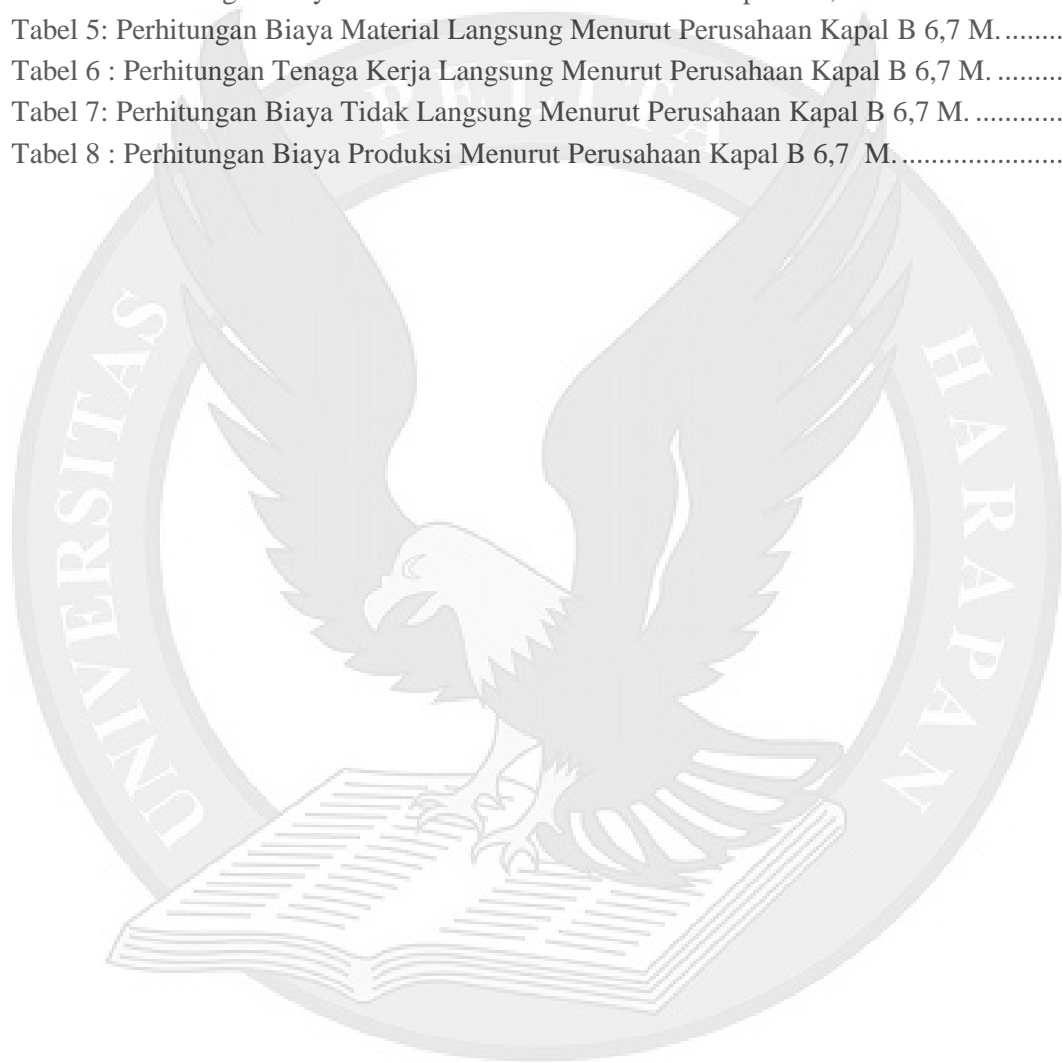 Tabel 5: Perhitungan Biaya Material Langsung Menurut Perusahaan Kapal B 6,7 M. ........
Tabel 6 : Perhitungan Tenaga Kerja Langsung Menurut Perusahaan Kapal B 6,7 M. .........
Tabel 7: Perhitungan Biaya Tidak Langsung Menurut Perusahaan Kapal B 6,7 M. ............
Tabel 8 : Perhitungan Biaya Produksi Menurut Perusahaan Kapal B 6,7  M. ......................
UNIVERSITAS PELITA HARAPAN